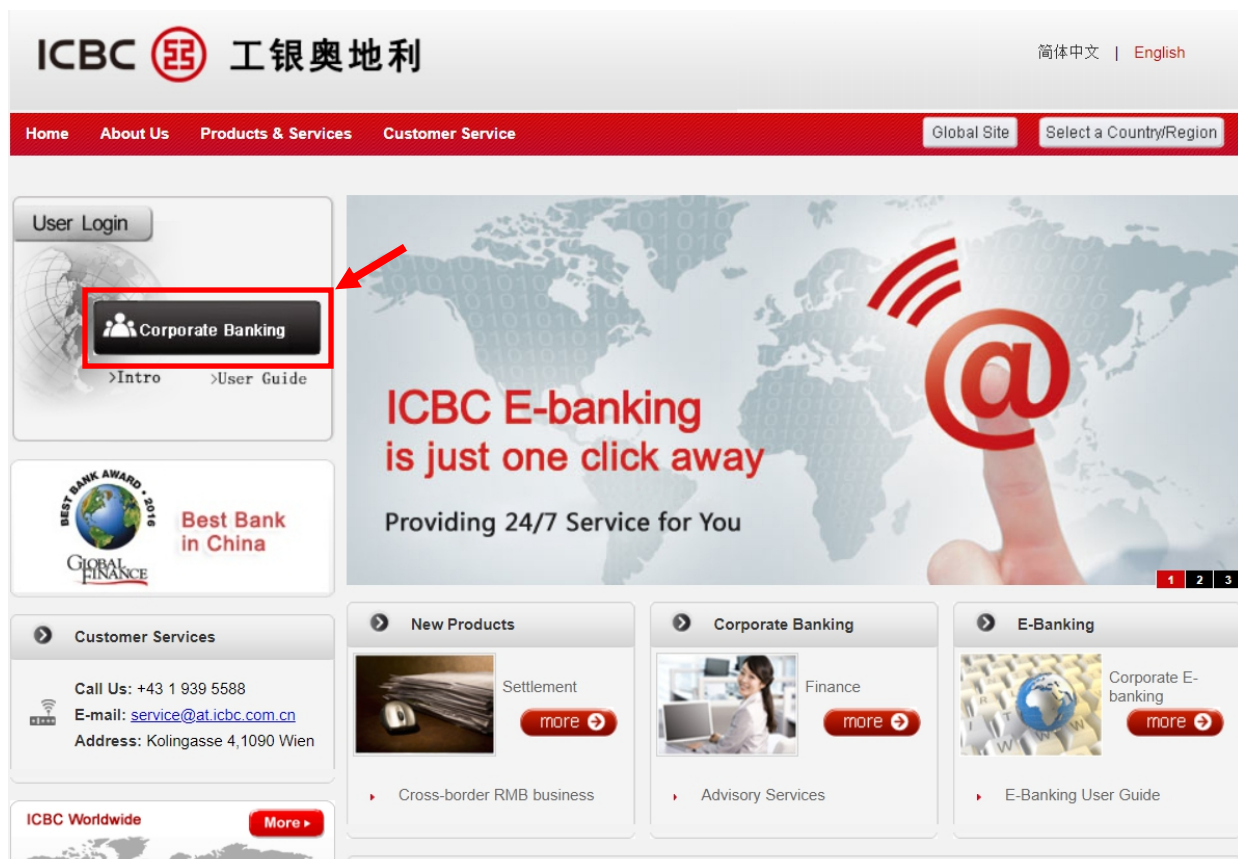 ICBC 工银奥地利
简体中文 | English
Home About Us Products & Services Customer Service Global Site Select a Country/Region
User Login
Corporate Banking
>Intro >User Guide
ICBC E-banking
is just one click away
Providing 24/7 Service for You
1 2 3
BEST BANK AWARD • 2016
GLOBAL
FINANCE
Best Bank
in China
Customer Services
Call Us: +43 1 939 5588
E-mail: service@at.icbc.com.cn
Address: Kolingasse 4,1090 Wien
New Products
Settlement
more
Cross-border RMB business
Corporate Banking
Finance
more
Advisory Services
E-Banking
Corporate E-
banking
more
E-Banking User Guide
ICBC Worldwide More